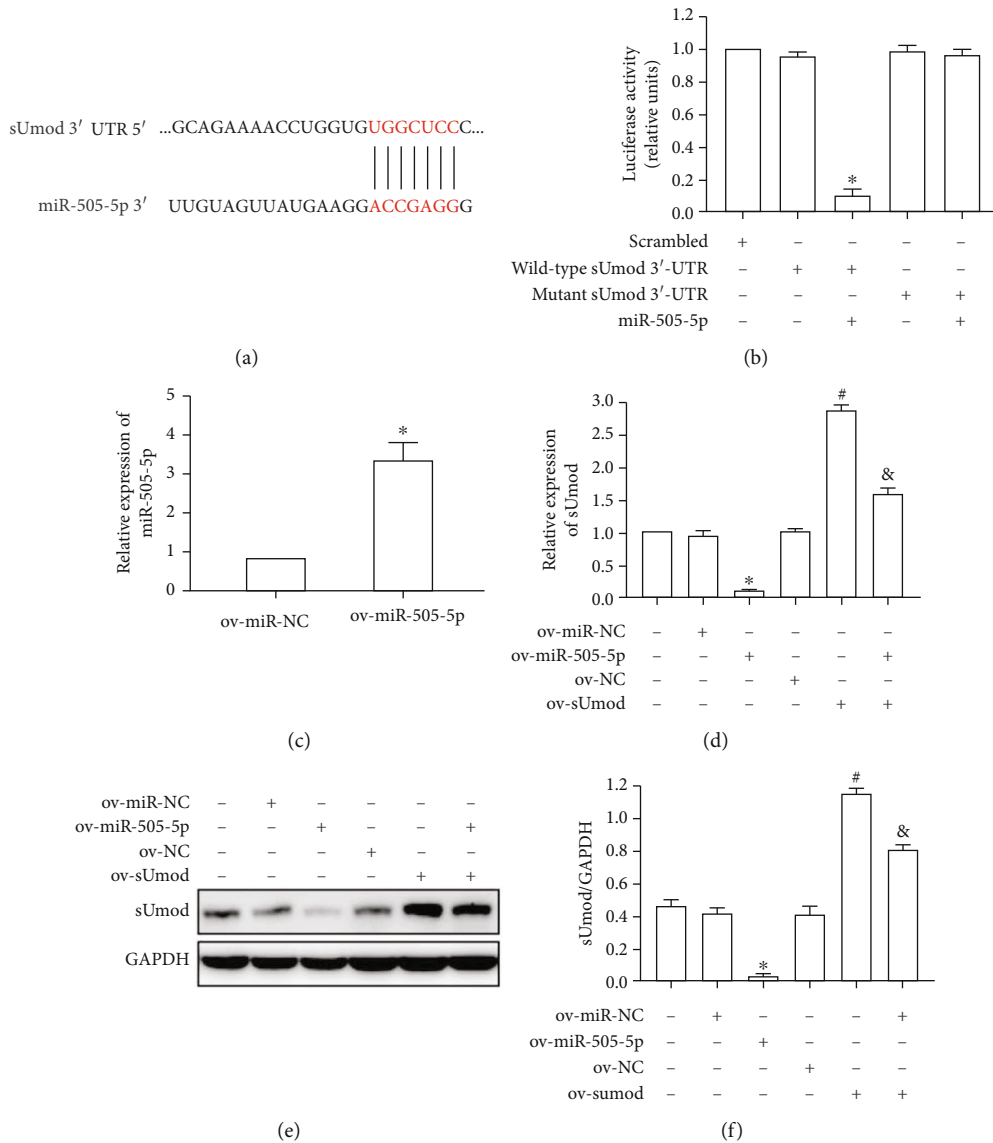 sUmod 3′ UTR 5′ ...GCAGAAAACCUGGUGUGGCUCCC...
miR-505-5p 3′ UUGUAGUUAUGAAGGACCGAGGG
(a)
Luciferase activity
(relative units)
1.2
1.0
0.8
0.6
0.4
0.2
0.0
*
Scrambled + – – – –
Wild-type sUmod 3′-UTR – + + – –
Mutant sUmod 3′-UTR – – – + +
miR-505-5p – – + – +
(b)
Relative expression of
miR-505-5p
5
4
3
2
1
0
*
ov-miR-NC ov-miR-505-5p
(c)
Relative expression
of sUmod
3.0
2.5
2.0
1.5
1.0
0.5
0.0
* # &
ov-miR-NC – + – – – –
ov-miR-505-5p – – + – – +
ov-NC – – – + – –
ov-sUmod – – – – + +
(d)
ov-miR-NC – + – – – –
ov-miR-505-5p – – + – – +
ov-NC – – – + – –
ov-sUmod – – – – + +
sUmod
GAPDH
(e)
sUmod/GAPDH
1.2
1.0
0.8
0.6
0.4
0.2
0.0
* # &
ov-miR-NC – + – – – +
ov-miR-505-5p – – + – – –
ov-NC – – – + – –
ov-sumod – – – – + +
(f)